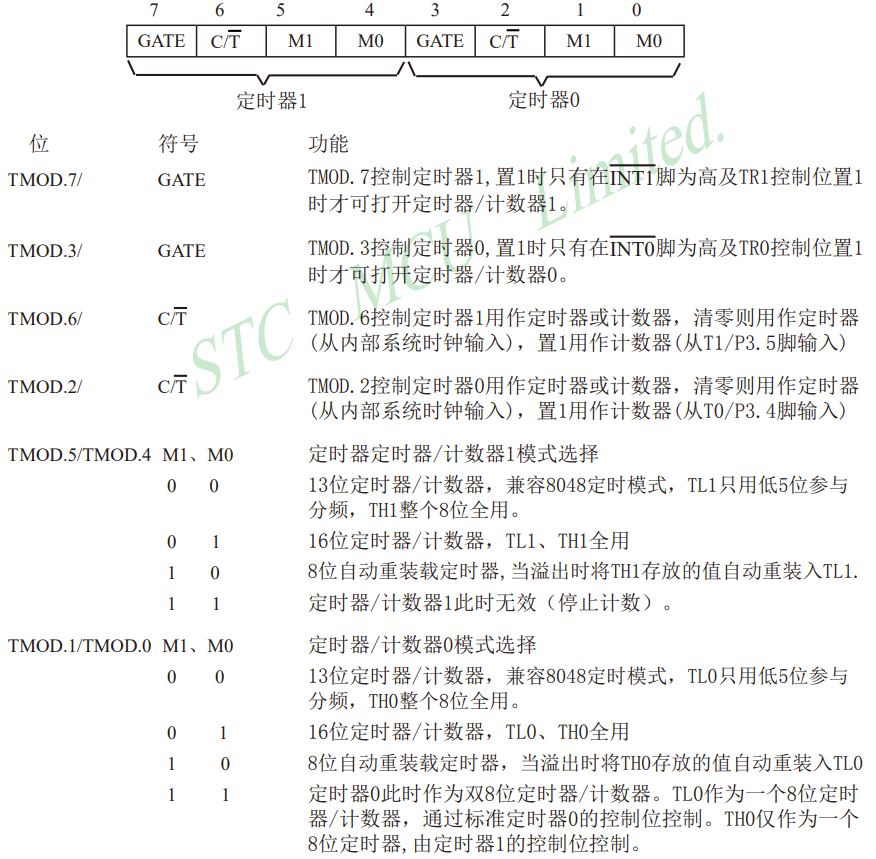 7 6 5 4 3 2 1 0
GATE C/T̅ M1 M0 GATE C/T̅ M1 M0
定时器1 定时器0
位 符号 功能
TMOD.7/ GATE TMOD.7控制定时器1,置1时只有在I̅N̅T̅1̅脚为高及TR1控制位置1
时才可打开定时器/计数器1。
TMOD.3/ GATE TMOD.3控制定时器0,置1时只有在I̅N̅T̅0̅脚为高及TR0控制位置1
时才可打开定时器/计数器0。
TMOD.6/ C/T̅ TMOD.6控制定时器1用作定时器或计数器，清零则用作定时器
(从内部系统时钟输入)，置1用作计数器(从T1/P3.5脚输入)
TMOD.2/ C/T̅ TMOD.2控制定时器0用作定时器或计数器，清零则用作定时器
(从内部系统时钟输入)，置1用作计数器(从T0/P3.4脚输入)
TMOD.5/TMOD.4 M1、M0 定时器定时器/计数器1模式选择
0 0 13位定时器/计数器，兼容8048定时模式，TL1只用低5位参与
分频，TH1整个8位全用。
0 1 16位定时器/计数器，TL1、TH1全用
1 0 8位自动重装载定时器,当溢出时将TH1存放的值自动重装入TL1.
1 1 定时器/计数器1此时无效（停止计数）。
TMOD.1/TMOD.0 M1、M0 定时器/计数器0模式选择
0 0 13位定时器/计数器，兼容8048定时模式，TL0只用低5位参与
分频，TH0整个8位全用。
0 1 16位定时器/计数器，TL0、TH0全用
1 0 8位自动重装载定时器，当溢出时将TH0存放的值自动重装入TL0
1 1 定时器0此时作为双8位定时器/计数器。TL0作为一个8位定时
器/计数器，通过标准定时器0的控制位控制。TH0仅作为一个
8位定时器,由定时器1的控制位控制。
STC MCU Limited.